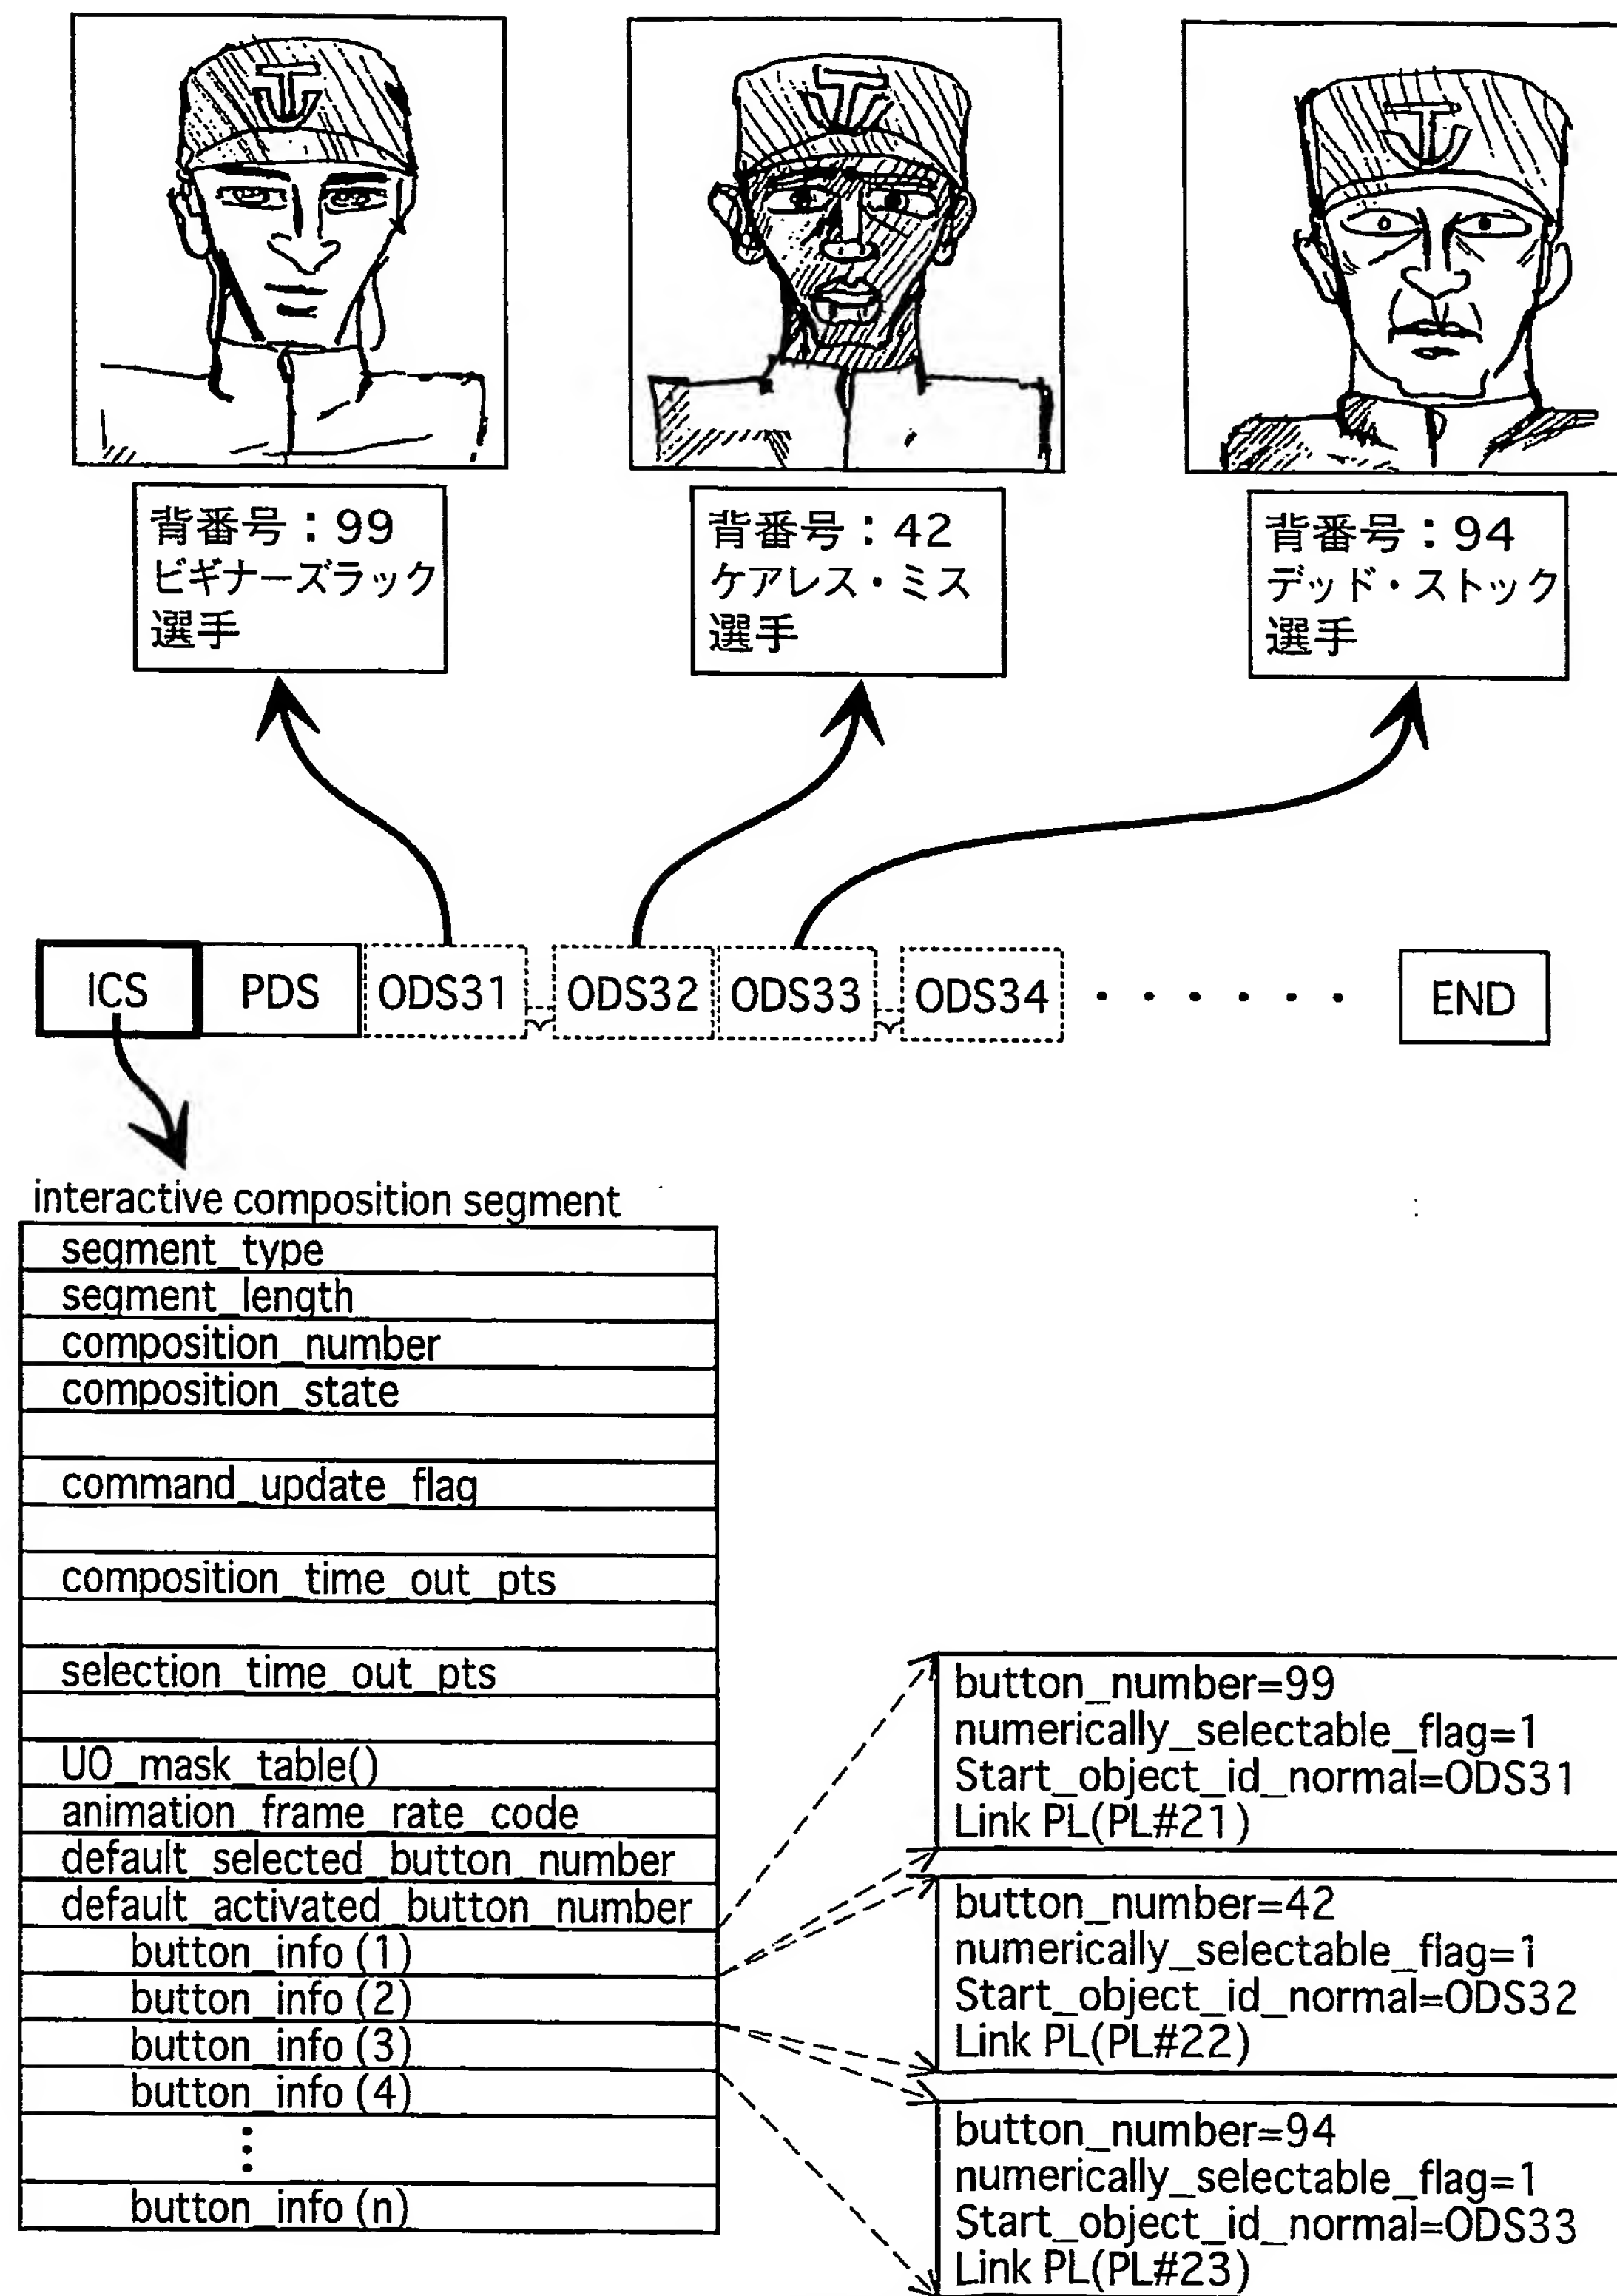 背番号：99
ビギナーズラック
選手
背番号：42
ケアレス・ミス
選手
背番号：94
デッド・ストック
選手
ICS PDS ODS31 ODS32 ODS33 ODS34 ・・・・・・ END
interactive composition segment
segment_type
segment_length
composition_number
composition_state
command_update_flag
composition_time_out_pts
selection_time_out_pts
UO_mask_table()
animation_frame_rate_code
default_selected_button_number
default_activated_button_number
button_info (1)
button_info (2)
button_info (3)
button_info (4)
button_info (n)
button_number=99
numerically_selectable_flag=1
Start_object_id_normal=ODS31
Link PL(PL#21)
button_number=42
numerically_selectable_flag=1
Start_object_id_normal=ODS32
Link PL(PL#22)
button_number=94
numerically_selectable_flag=1
Start_object_id_normal=ODS33
Link PL(PL#23)